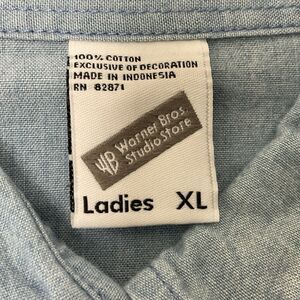 100% COTTON
EXCLUSIVE OF DECORATION
MADE IN INDONESIA
RN 82871
WB Warner Bros.
Studio Store
Ladies XL